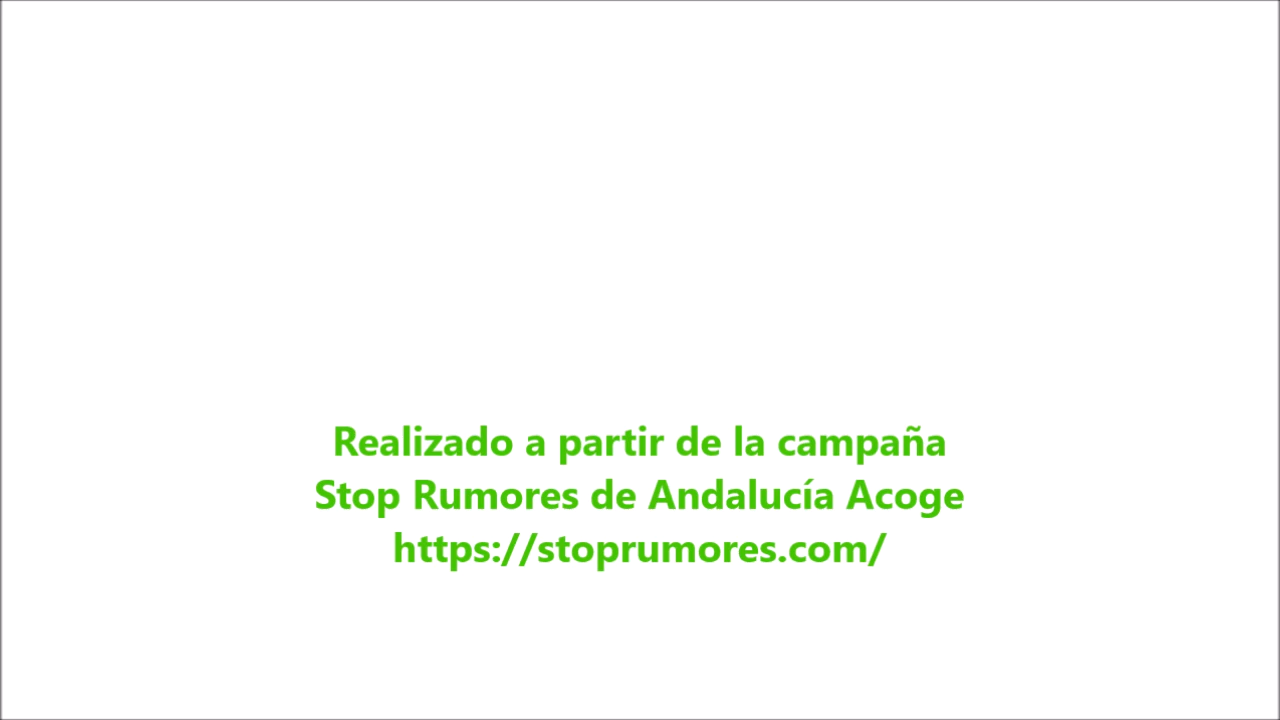 Realizado a partir de la campaña
Stop Rumores de Andalucía Acoge
https://stoprumores.com/